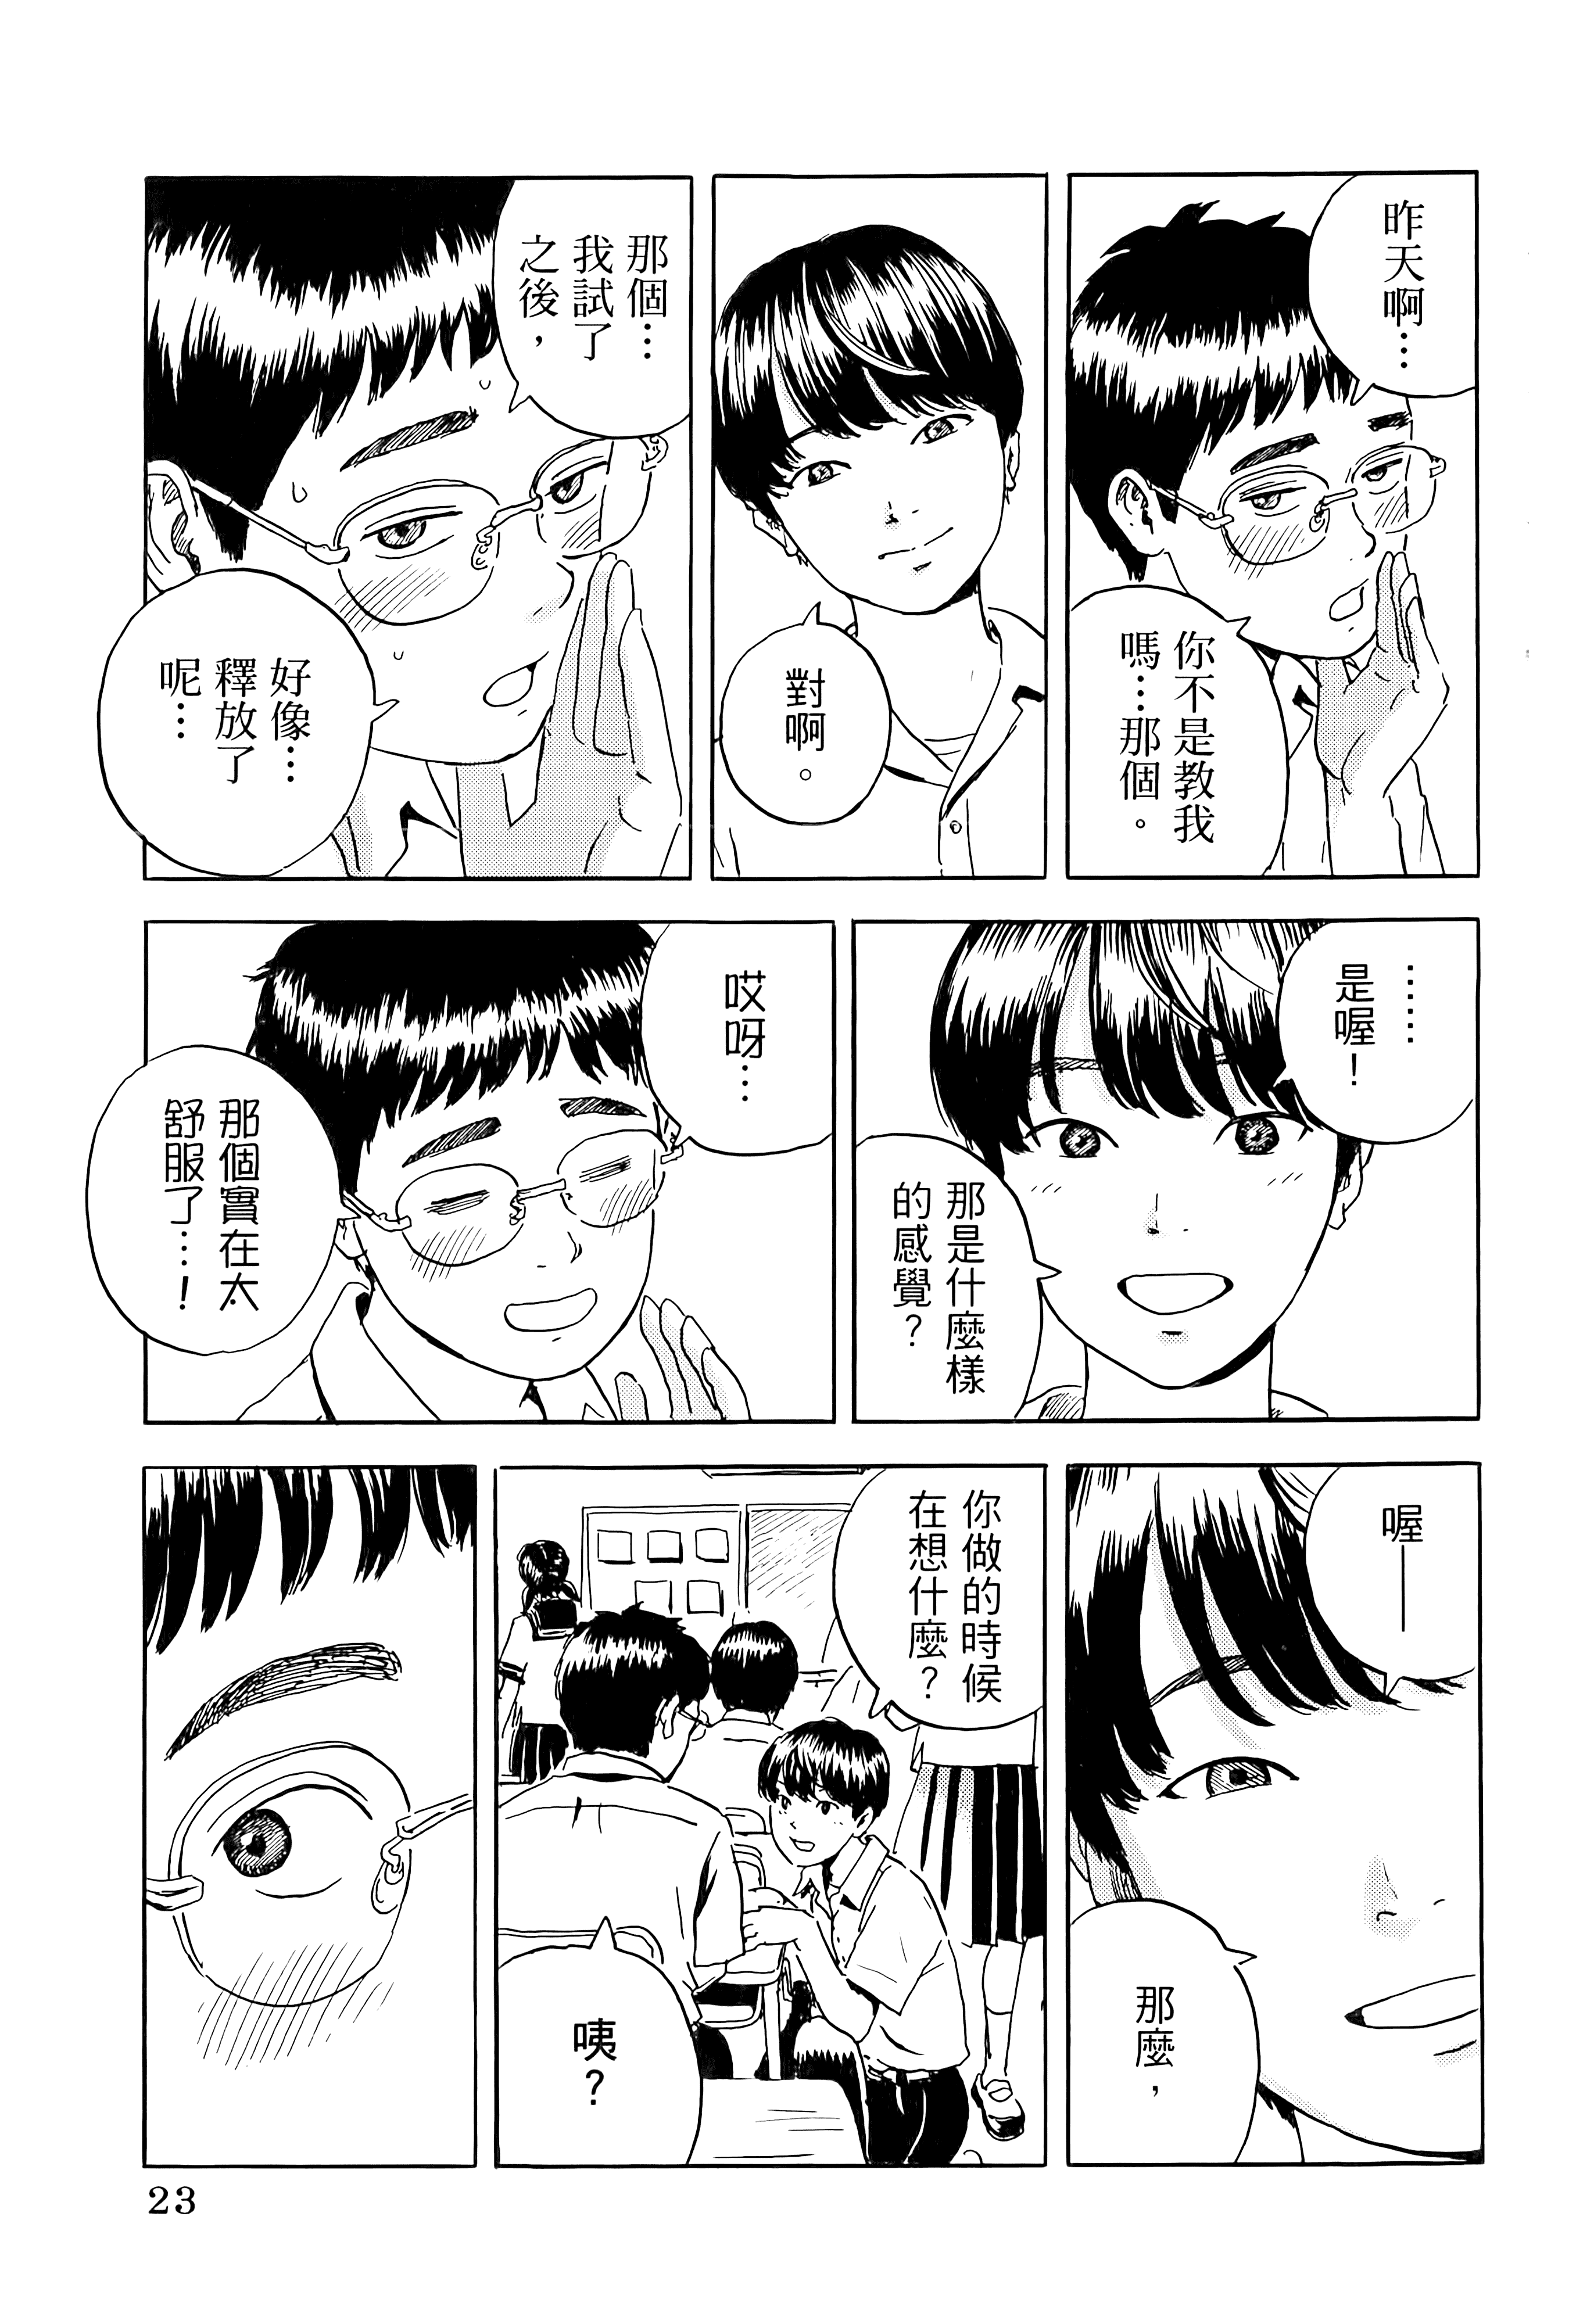 昨天啊…
你不是教我
嗎…那個。
對啊。
那個…
我試了
之後，
好像…
釋放了
呢…
……
是喔！
那是什麼樣
的感覺？
哎呀…
那個實在太
舒服了…！
喔——
那麼，
你做的時候
在想什麼？
咦？
23